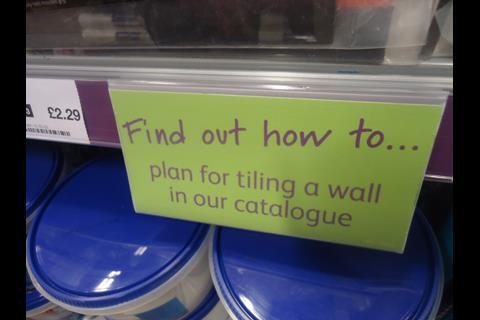 £2.29
Find out how to...
plan for tiling a wall
in our catalogue